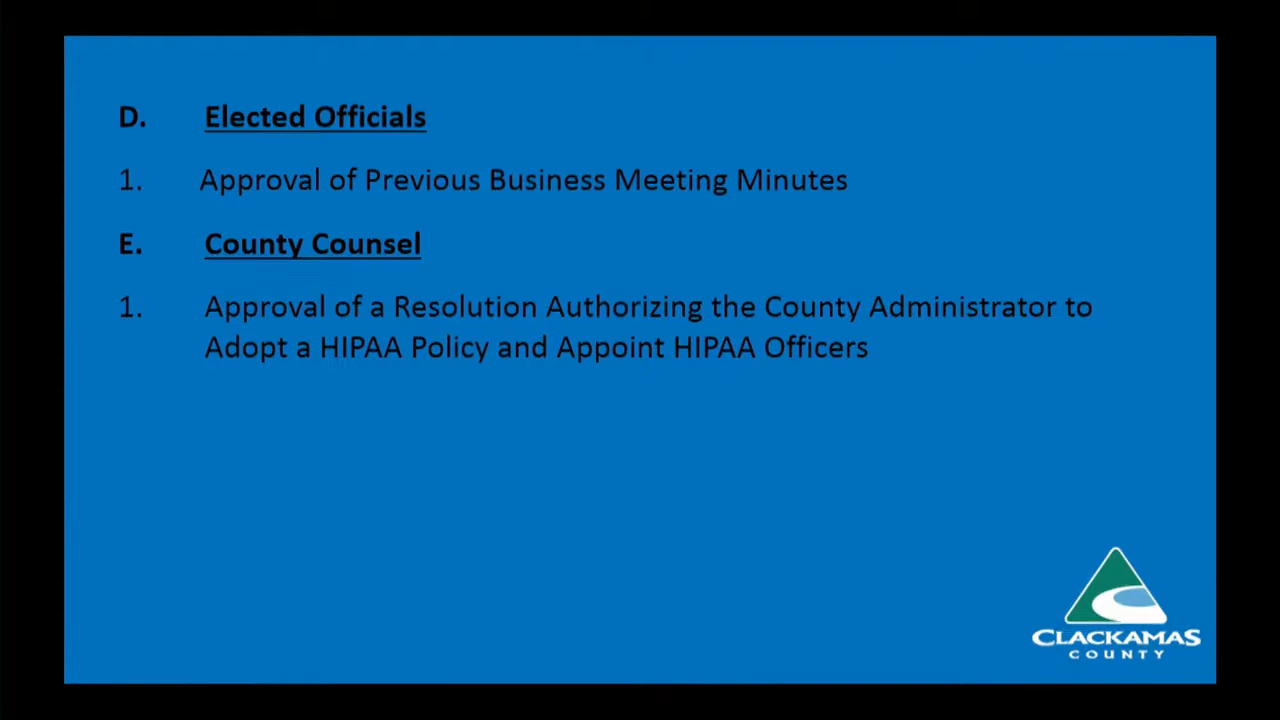 D. Elected Officials
1. Approval of Previous Business Meeting Minutes
E. County Counsel
1. Approval of a Resolution Authorizing the County Administrator to
Adopt a HIPAA Policy and Appoint HIPAA Officers
CLACKAMAS
COUNTY